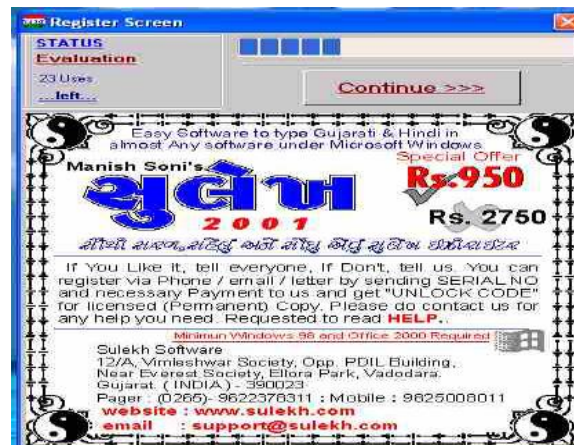 Register Screen
STATUS
Evaluation
23 Uses
...left...
Continue >>>
Easy Software to type Gujarati & Hindi in
almost Any software under Microsoft Windows
Special Offer
Manish Soni's
Rs.950
સુલેખ
2001
Rs. 2750
If You Like it, tell everyone, If Don't, tell us. You can
register via Phone / email / letter by sending SERIAL NO
and necessary Payment to us and get "UNLOCK CODE"
for licensed (Permanent) Copy. Please do contact us for
any help you need. Requested to read HELP..
Minimun Windows 98 and Office 2000 Required
Sulekh Software
12/A, Vimleshwar Society, Opp. PDIL Building,
Near Everest Society, Ellora Park, Vadodara.
Gujarat. ( INDIA ) - 390023
Pager : (0265)- 9622378311 : Mobile : 9825008011
website : www.sulekh.com
email : support@sulekh.com